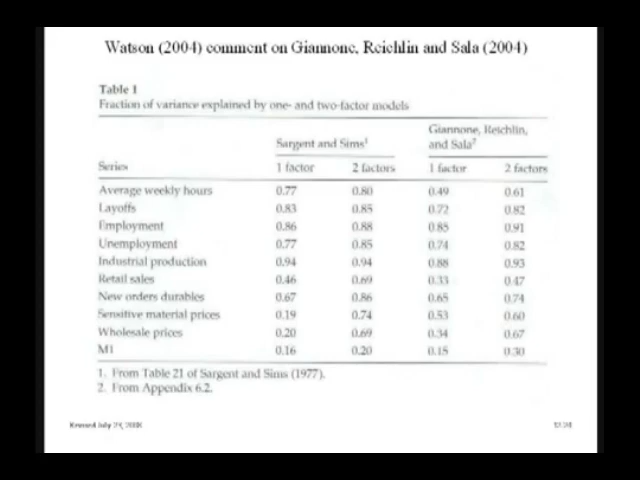 Watson (2004) comment on Giannone, Reichlin and Sala (2004)
Table 1
Fraction of variance explained by one- and two-factor models
Sargent and Sims¹ Giannone, Reichlin, and Sala²
Series 1 factor 2 factors 1 factor 2 factors
Average weekly hours 0.77 0.80 0.49 0.61
Layoffs 0.83 0.85 0.72 0.82
Employment 0.86 0.88 0.85 0.91
Unemployment 0.77 0.85 0.74 0.82
Industrial production 0.94 0.94 0.88 0.93
Retail sales 0.46 0.69 0.33 0.47
New orders durables 0.67 0.86 0.65 0.74
Sensitive material prices 0.19 0.74 0.53 0.60
Wholesale prices 0.20 0.69 0.34 0.67
M1 0.16 0.20 0.15 0.30
1. From Table 21 of Sargent and Sims (1977).
2. From Appendix 6.2.
Revised July 23, 2008